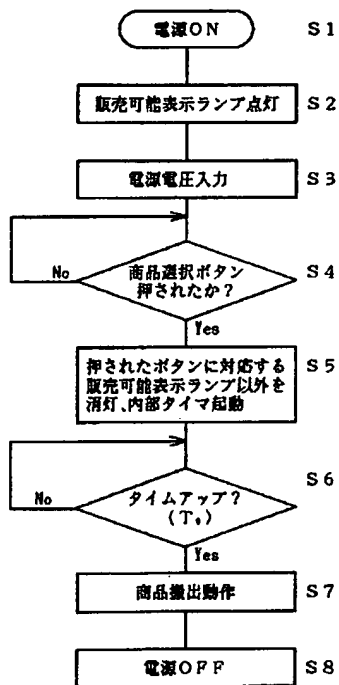 電源ON S1
販売可能表示ランプ点灯 S2
電源電圧入力 S3
商品選択ボタン
押されたか？ S4
No
Yes
押されたボタンに対応する
販売可能表示ランプ以外を
消灯、内部タイマ起動 S5
タイムアップ？ S6
No
Yes
商品搬出動作 S7
電源OFF S8